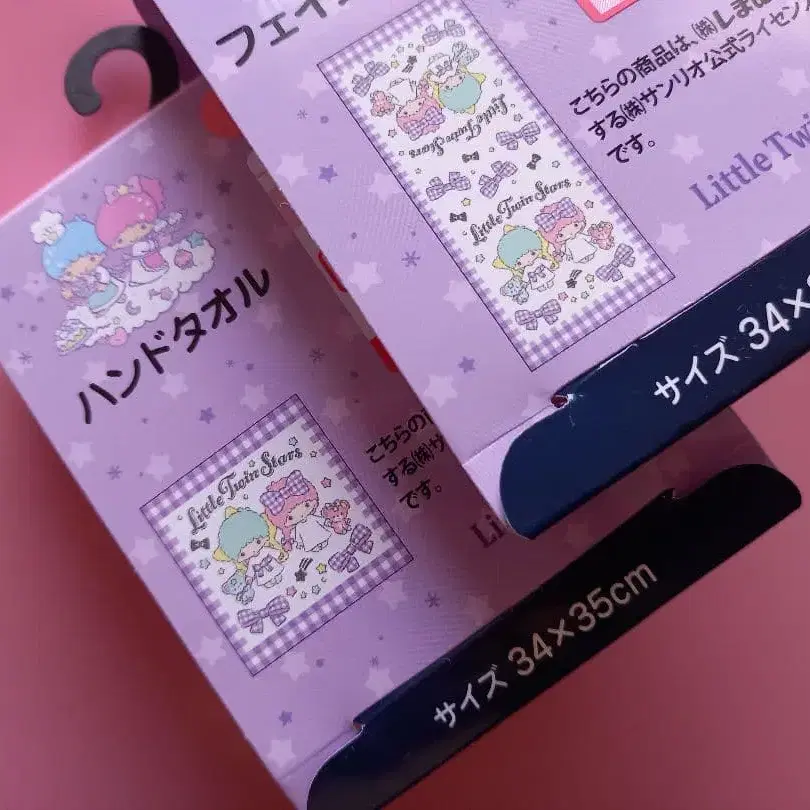 フェイ
Little Twin Stars
Little Twin Stars
こちらの商品は、㈱しま
する㈱サンリオ公式ライセン
です。
Little Twi
サイズ 34×
ハンドタオル
Little Twin Stars
こちらの
する㈱サ
です。
Li
サイズ 34×35cm